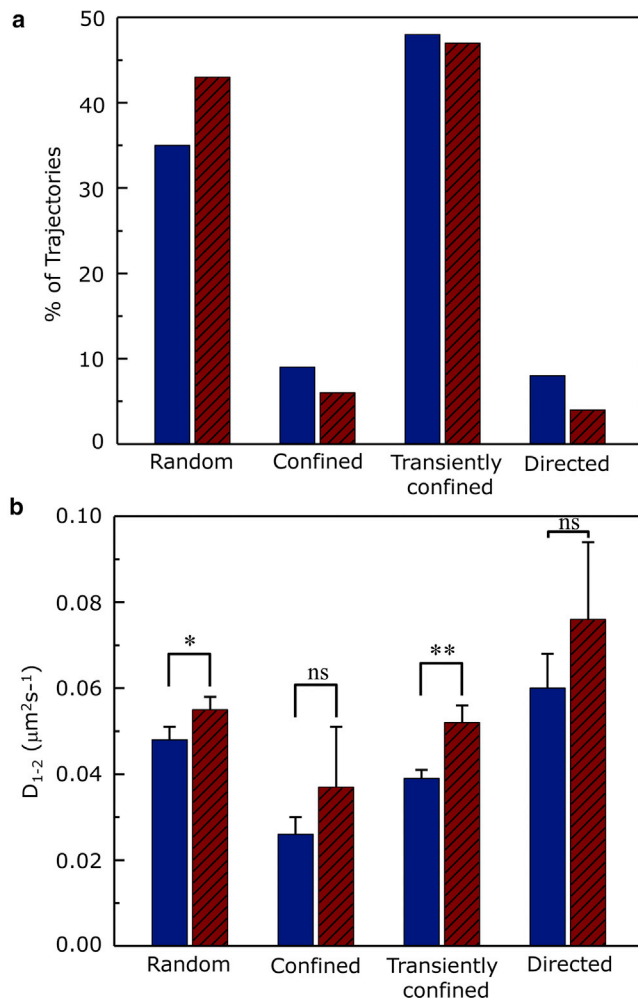 a
% of Trajectories
50
40
30
20
10
0
Random
Confined
Transiently
confined
Directed
b
D1-2 (μm²s-1)
0.10
0.08
0.06
0.04
0.02
0.00
*
ns
**
ns
Random
Confined
Transiently
confined
Directed